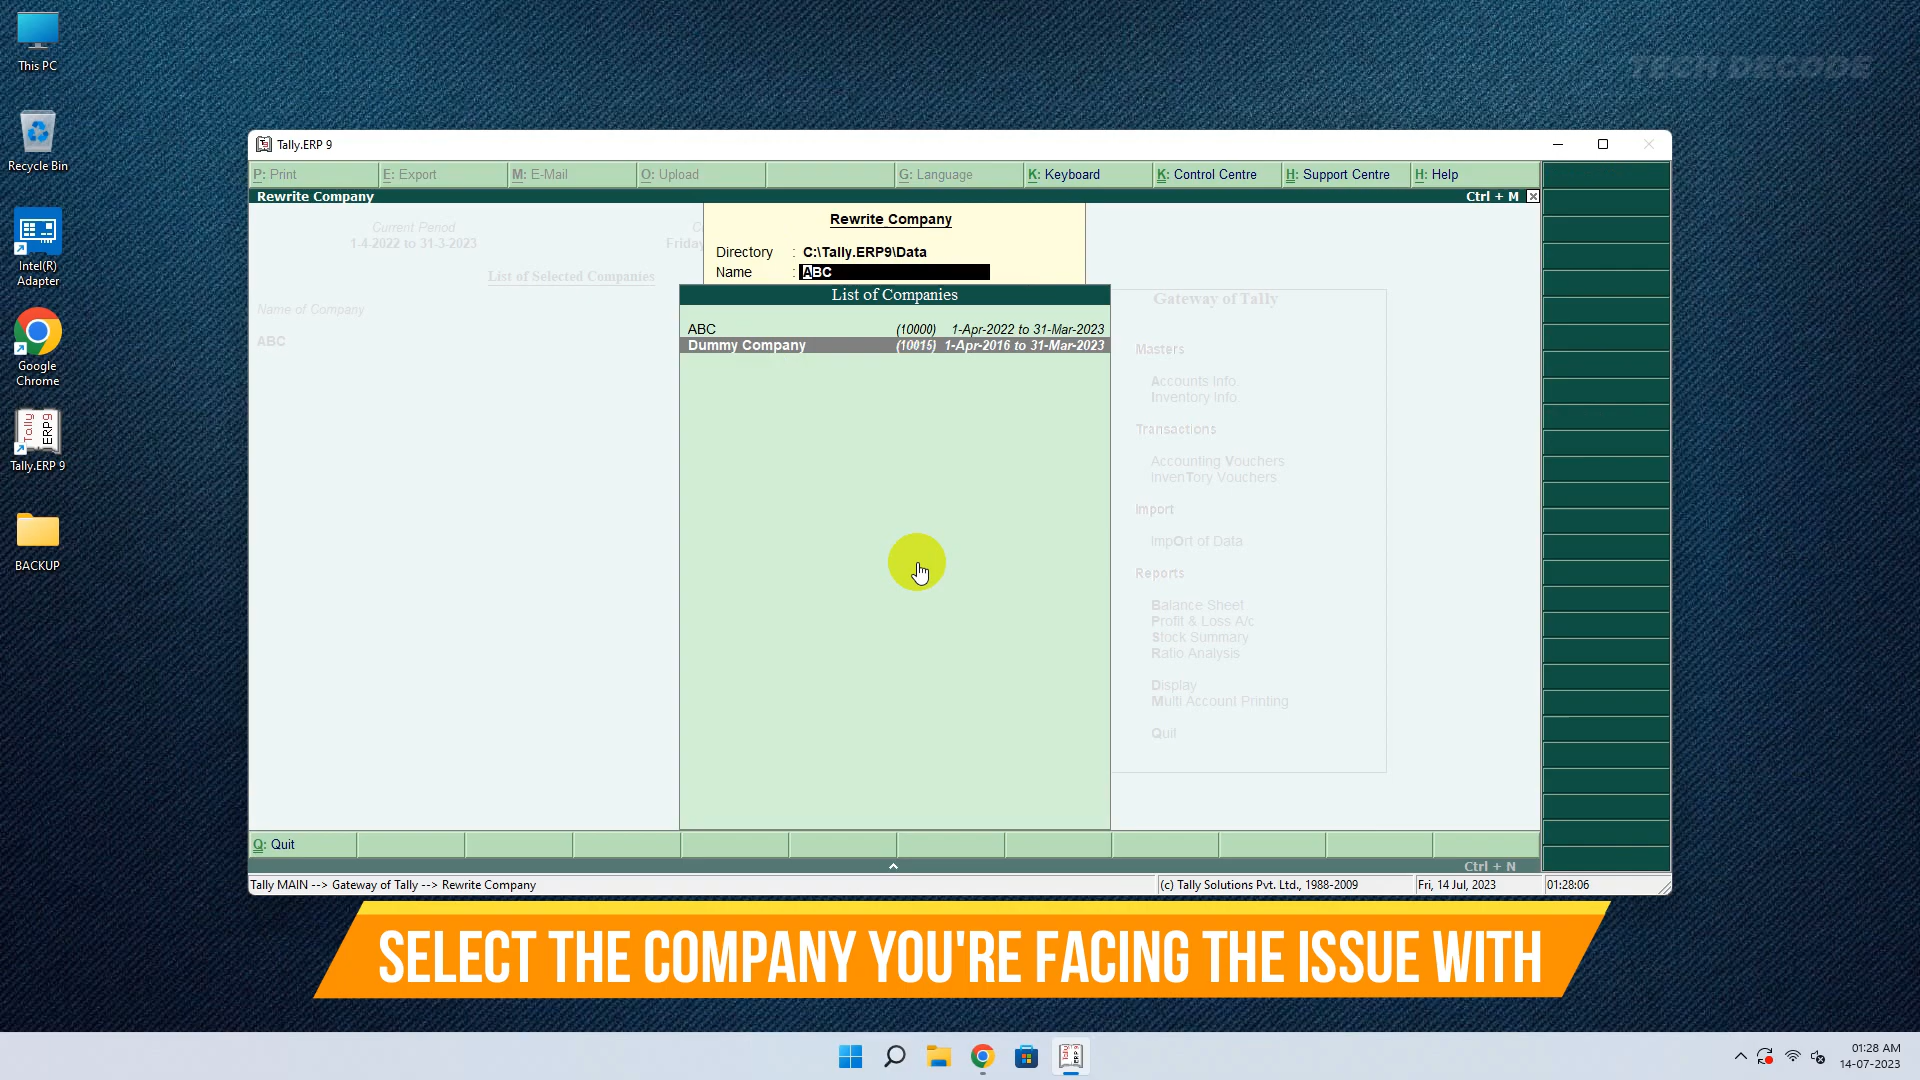 This PC
Recycle Bin
Intel(R)
Adapter
Google
Chrome
Tally
ERP9
Tally.ERP 9
BACKUP
TECH DECODE
Tally.ERP 9
P: Print
E: Export
M: E-Mail
O: Upload
G: Language
K: Keyboard
K: Control Centre
H: Support Centre
H: Help
Rewrite Company
Ctrl + M
Current Period
1-4-2022 to 31-3-2023
Friday
List of Selected Companies
Name of Company
ABC
Rewrite Company
Directory : C:\Tally.ERP9\Data
Name : ABC
List of Companies
ABC (10000) 1-Apr-2022 to 31-Mar-2023
Dummy Company (10015) 1-Apr-2016 to 31-Mar-2023
Gateway of Tally
Masters
Accounts Info.
Inventory Info.
Transactions
Accounting Vouchers
InvenTory Vouchers
Import
ImpOrt of Data
Reports
Balance Sheet
Profit & Loss A/c
Stock Summary
Ratio Analysis
Display
Multi Account Printing
Quit
Q: Quit
Ctrl + N
Tally MAIN --> Gateway of Tally --> Rewrite Company
(c) Tally Solutions Pvt. Ltd., 1988-2009
Fri, 14 Jul, 2023
01:28:06
SELECT THE COMPANY YOU'RE FACING THE ISSUE WITH
01:28 AM
14-07-2023